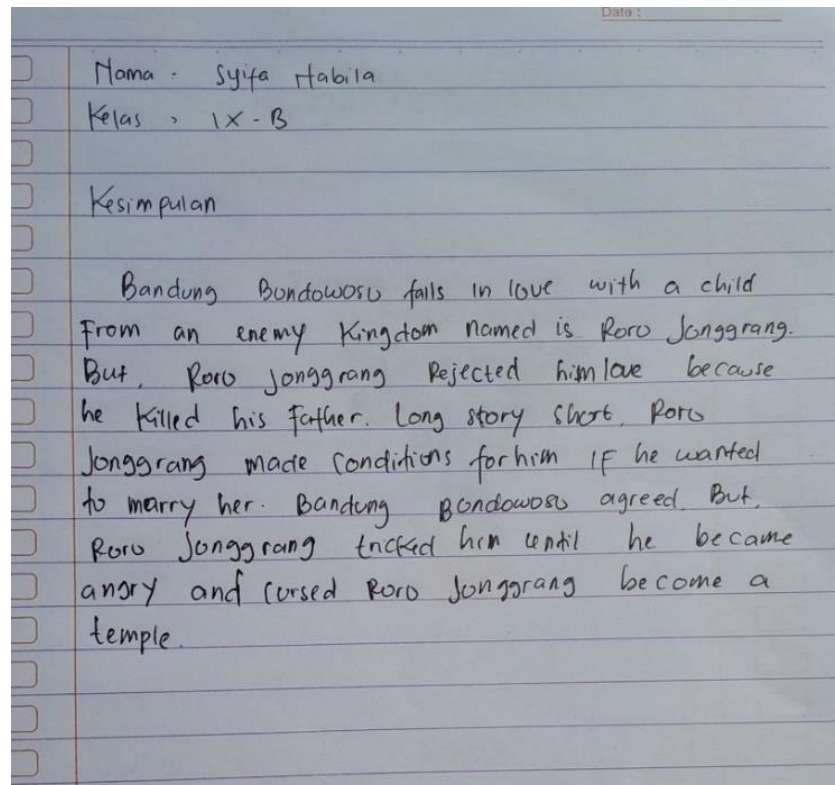 Date :
Nama : Syifa Habila
Kelas : IX - B
Kesimpulan
Bandung Bondowoso falls in love with a child
From an enemy Kingdom named is Roro Jonggrang.
But, Roro Jonggrang Rejected him love because
he killed his Father. Long story short, Roro
Jonggrang made conditions for him IF he wanted
to marry her. Bandung Bondowoso agreed. But,
Roro Jonggrang tricked him until he became
angry and cursed Roro Jonggrang become a
temple.